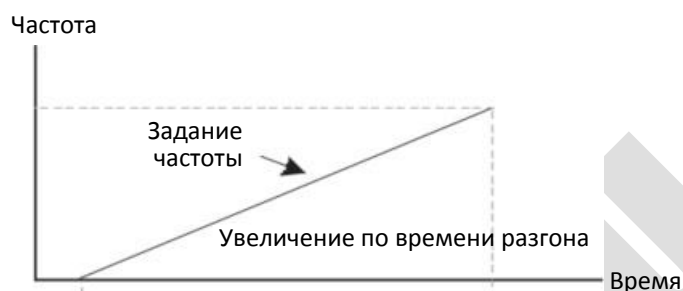 Частота
Задание
частоты
Увеличение по времени разгона
Время